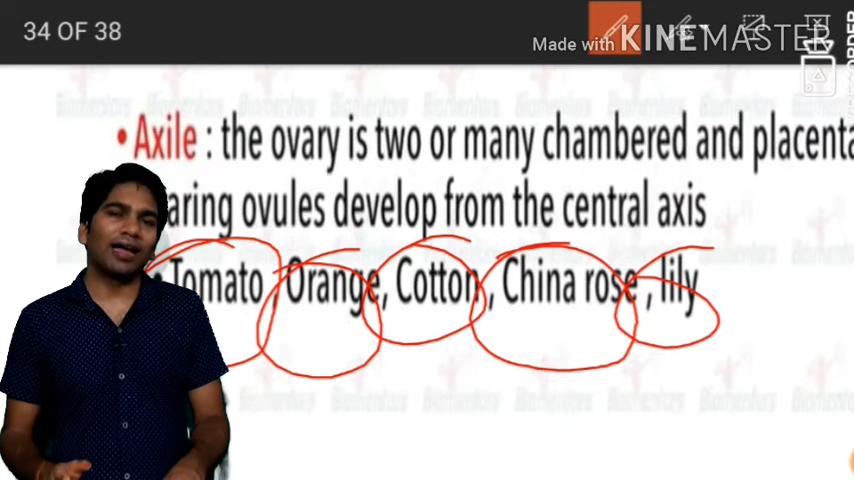 34 OF 38
Made with KINEMASTER
•Axile : the ovary is two or many chambered and placenta
aring ovules develop from the central axis
Tomato , Orange, Cotton , China rose , lily